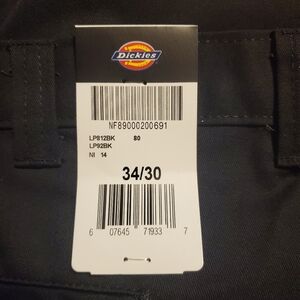 Dickies
NF89000200691
LP812BK 80
LP92BK
NI 14
34/30
6 07645 71933 7